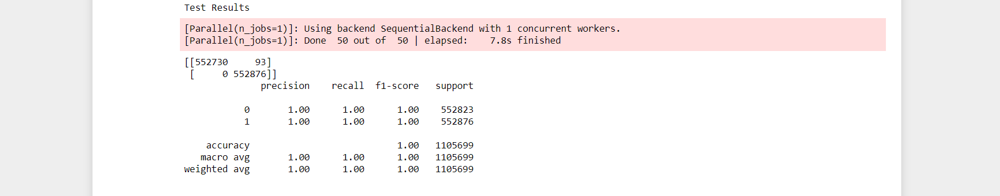 Test Results
[Parallel(n_jobs=1)]: Using backend SequentialBackend with 1 concurrent workers.
[Parallel(n_jobs=1)]: Done  50 out of  50 | elapsed:    7.8s finished
[[552730     93]
 [     0 552876]]
              precision    recall  f1-score   support

           0       1.00      1.00      1.00    552823
           1       1.00      1.00      1.00    552876

    accuracy                           1.00   1105699
   macro avg       1.00      1.00      1.00   1105699
weighted avg       1.00      1.00      1.00   1105699